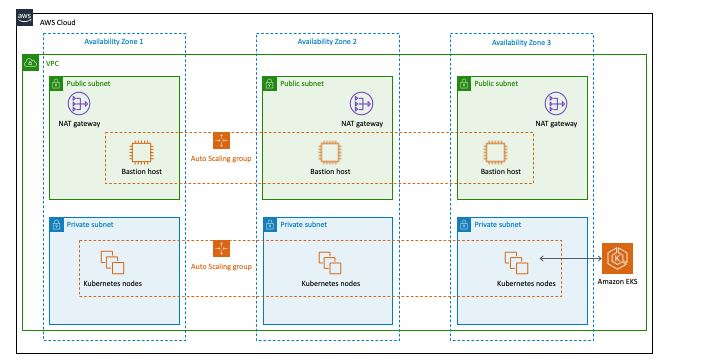 aws
AWS Cloud
Availability Zone 1
Availability Zone 2
Availability Zone 3
VPC
Public subnet
Public subnet
Public subnet
NAT gateway
NAT gateway
NAT gateway
Auto Scaling group
Bastion host
Bastion host
Bastion host
Private subnet
Private subnet
Private subnet
Auto Scaling group
Kubernetes nodes
Kubernetes nodes
Kubernetes nodes
K
Amazon EKS